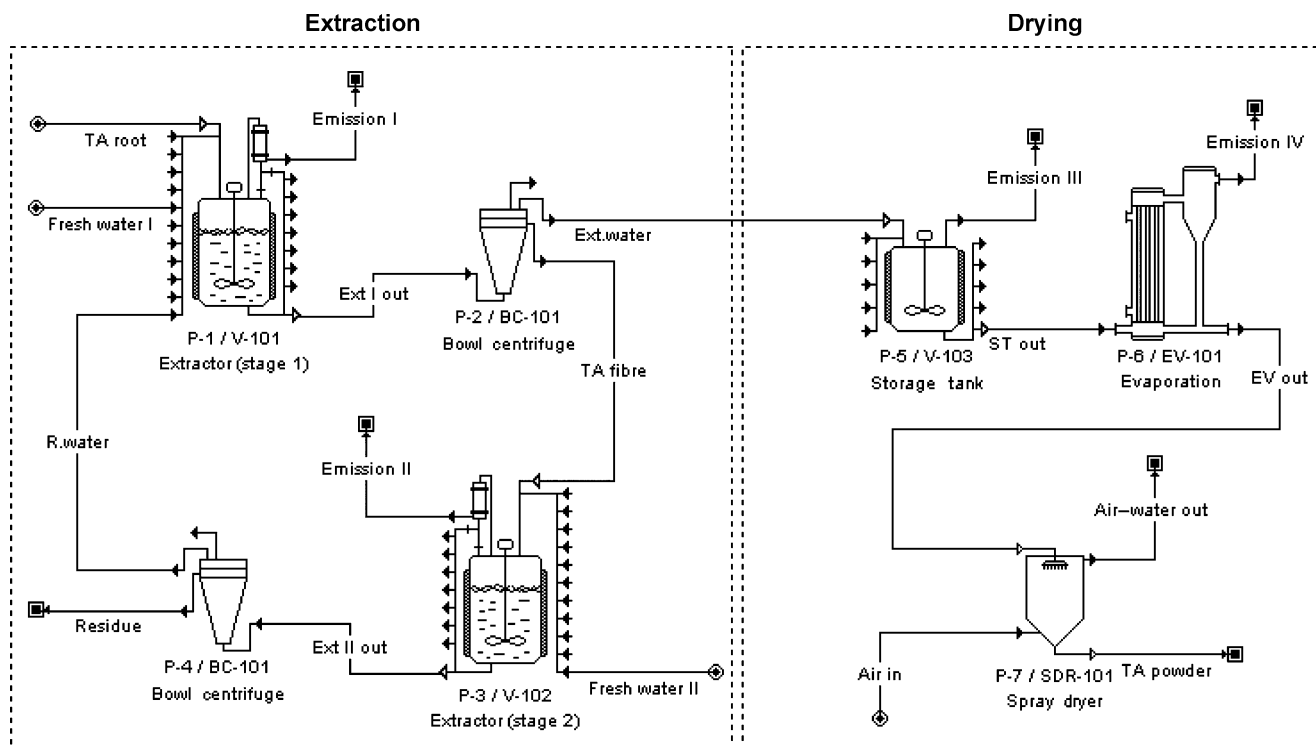 Extraction
Drying
Emission I
TA root
Fresh water I
Ext I out
P-1 / V-101
Extractor (stage 1)
P-2 / BC-101
Bowl centrifuge
Ext.water
TA fibre
R.water
Emission II
Residue
P-4 / BC-101
Bowl centrifuge
Ext II out
P-3 / V-102
Extractor (stage 2)
Fresh water II
Emission III
Emission IV
P-5 / V-103
Storage tank
ST out
P-6 / EV-101
Evaporation
EV out
Air-water out
Air in
P-7 / SDR-101
Spray dryer
TA powder